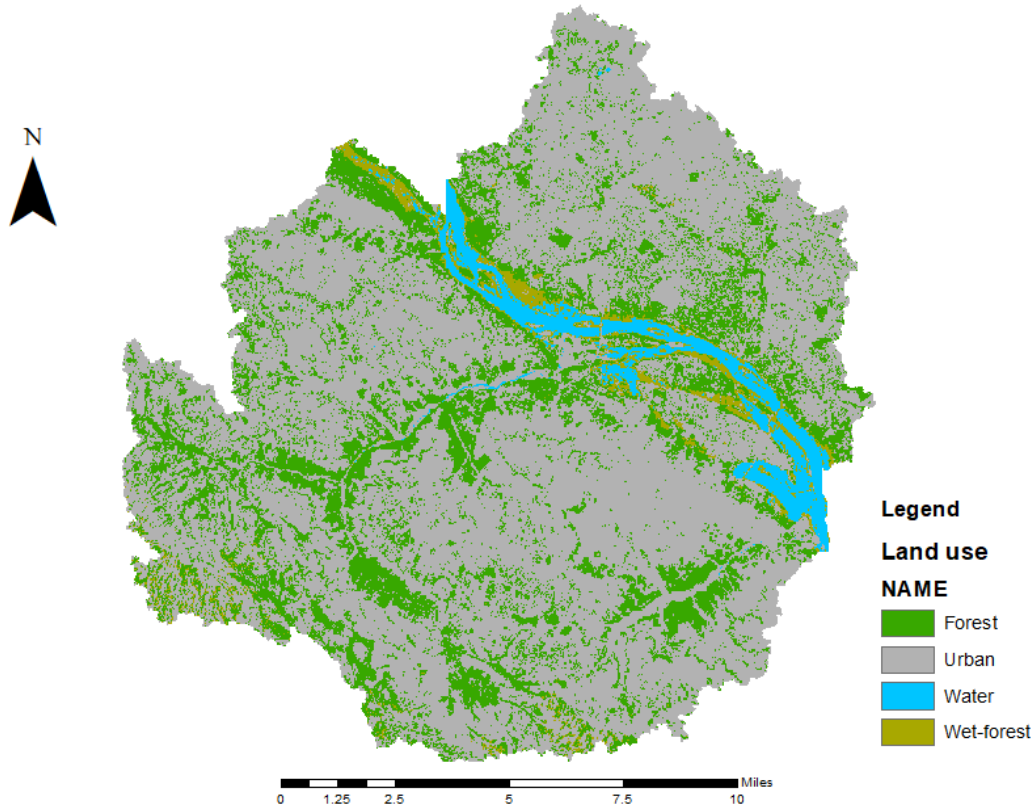 N
Legend
Land use
NAME
Forest
Urban
Water
Wet-forest
Miles
0 1.25 2.5 5 7.5 10